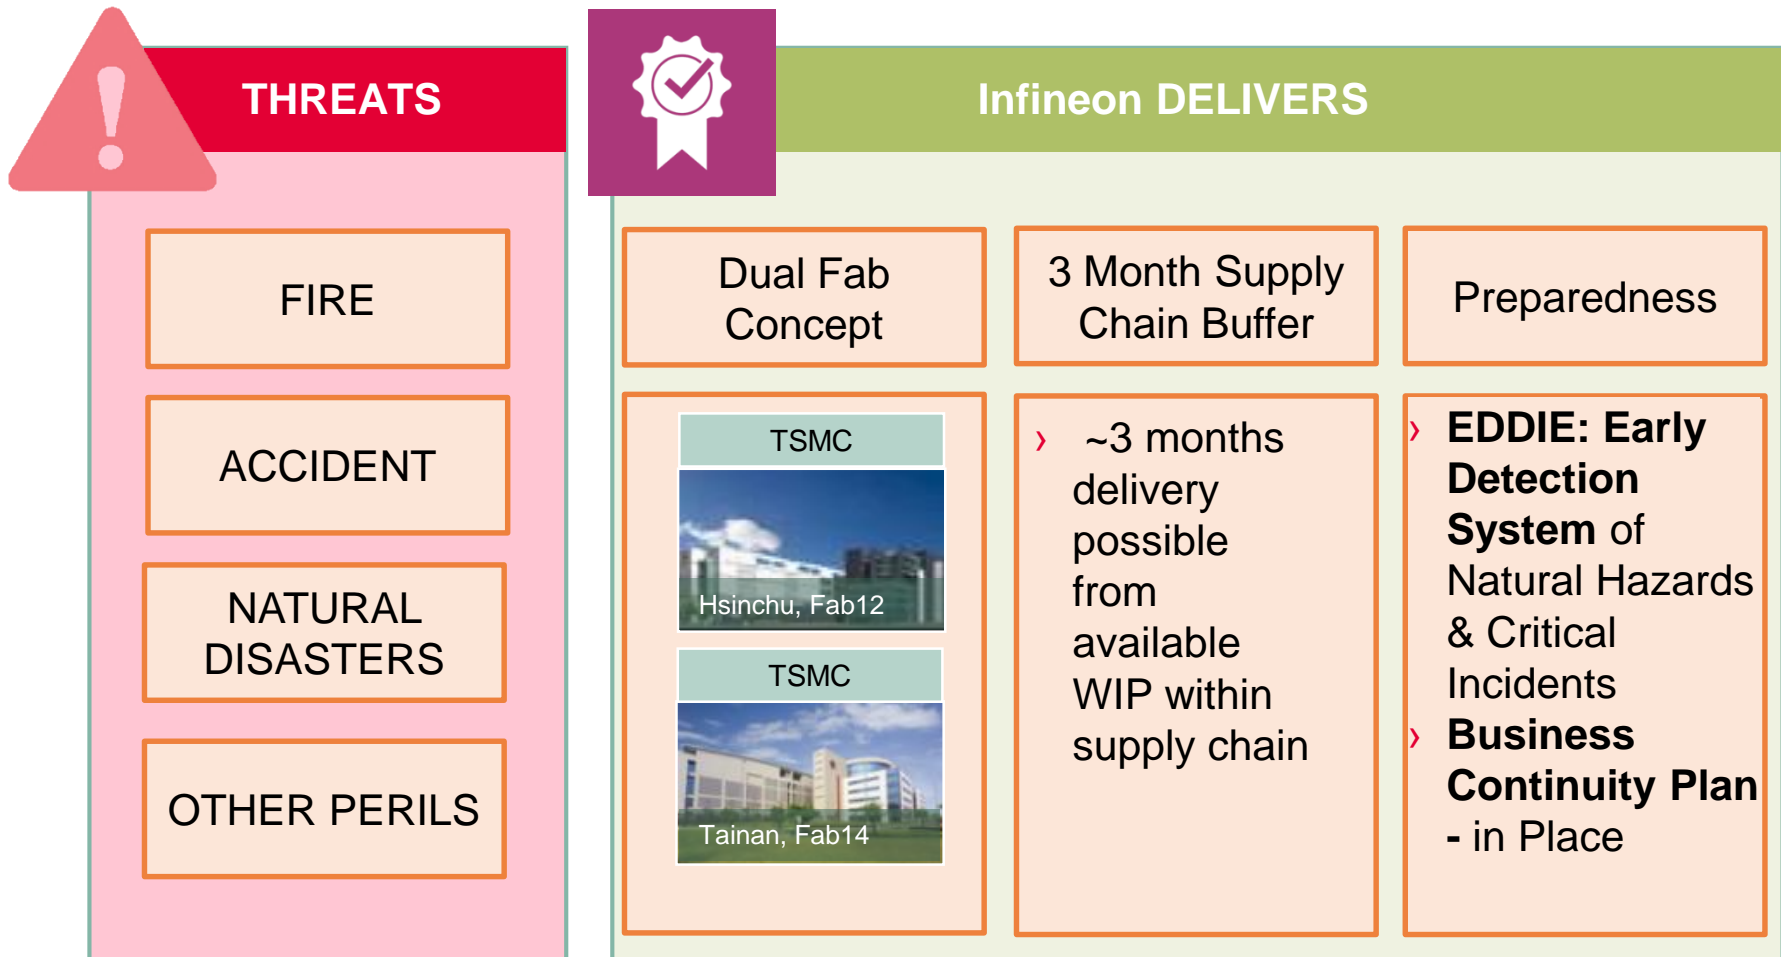 THREATS
FIRE
ACCIDENT
NATURAL
DISASTERS
OTHER PERILS
Infineon DELIVERS
Dual Fab
Concept
TSMC
Hsinchu, Fab12
TSMC
Tainan, Fab14
3 Month Supply
Chain Buffer
› ~3 months
delivery
possible
from
available
WIP within
supply chain
Preparedness
› EDDIE: Early
Detection
System of
Natural Hazards
& Critical
Incidents
› Business
Continuity Plan
- in Place